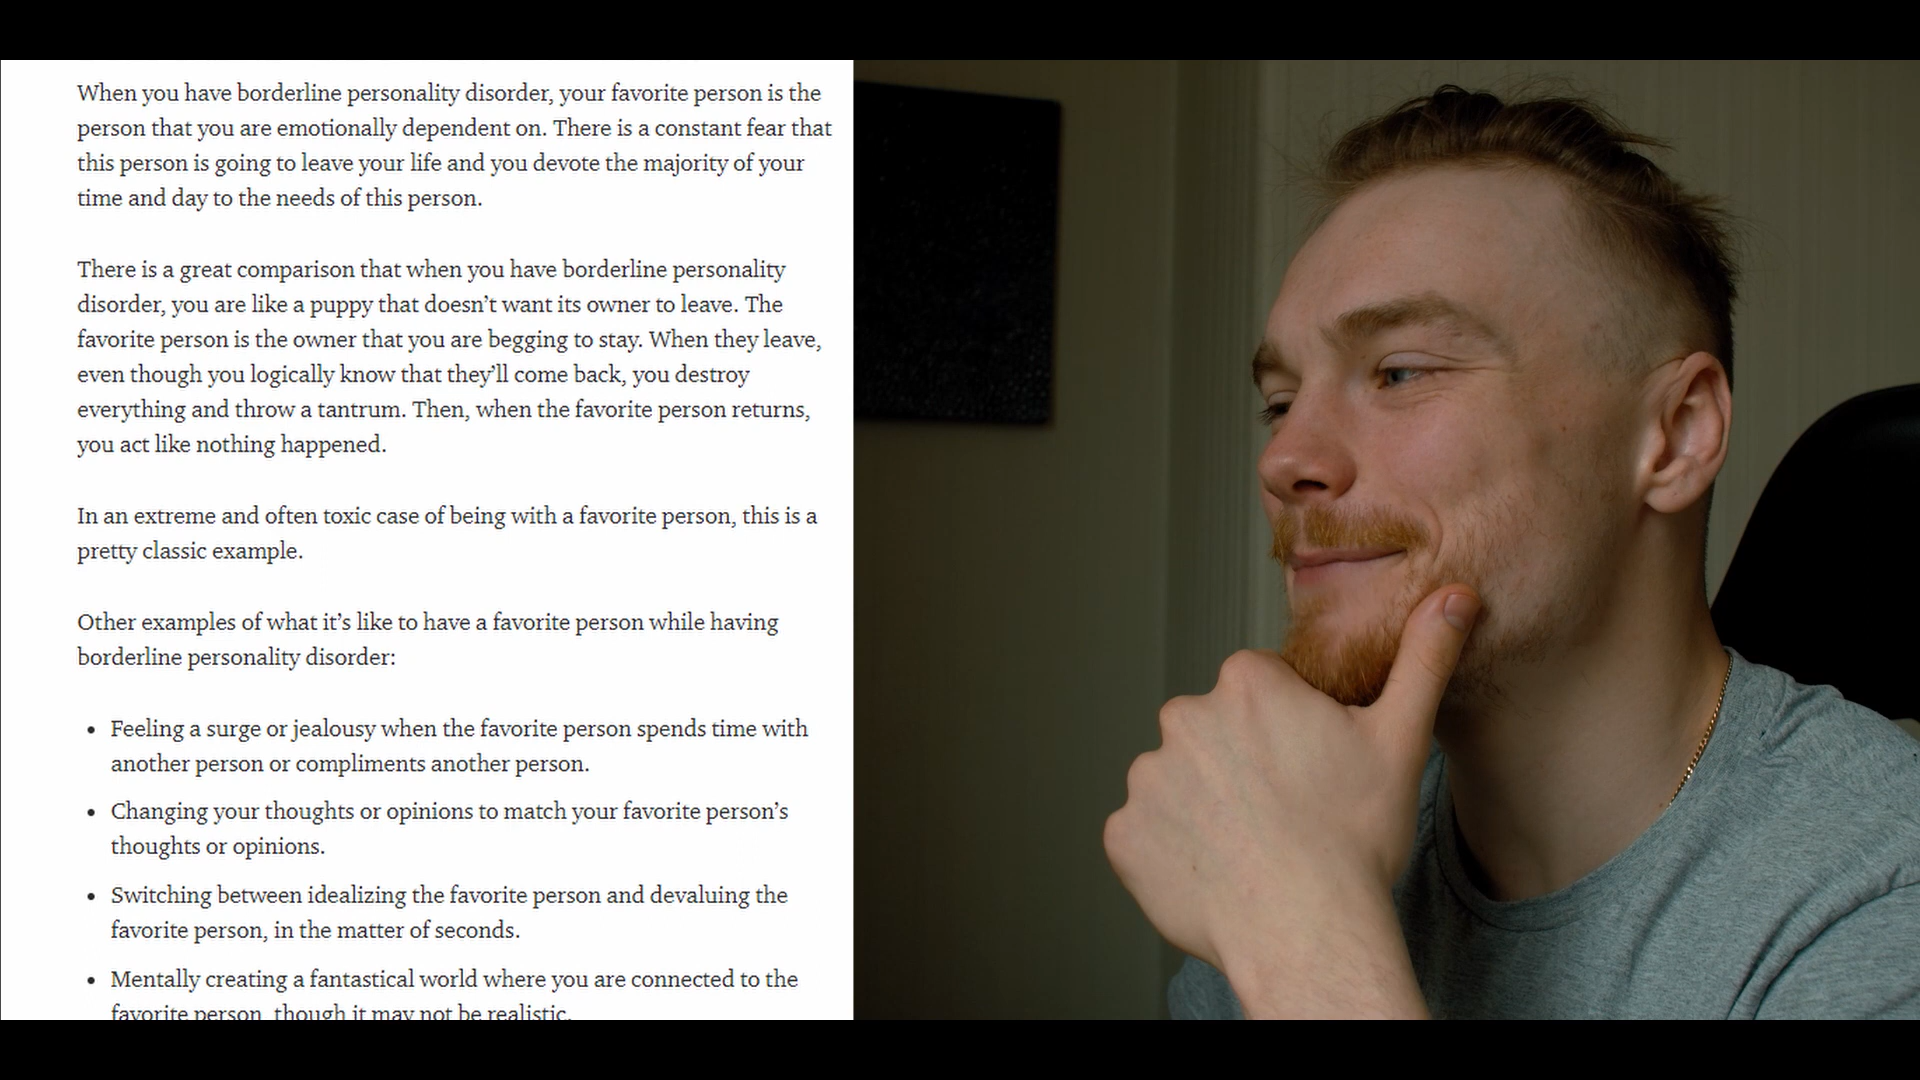 When you have borderline personality disorder, your favorite person is the
person that you are emotionally dependent on. There is a constant fear that
this person is going to leave your life and you devote the majority of your
time and day to the needs of this person.
There is a great comparison that when you have borderline personality
disorder, you are like a puppy that doesn’t want its owner to leave. The
favorite person is the owner that you are begging to stay. When they leave,
even though you logically know that they’ll come back, you destroy
everything and throw a tantrum. Then, when the favorite person returns,
you act like nothing happened.
In an extreme and often toxic case of being with a favorite person, this is a
pretty classic example.
Other examples of what it’s like to have a favorite person while having
borderline personality disorder:
• Feeling a surge or jealousy when the favorite person spends time with
another person or compliments another person.
• Changing your thoughts or opinions to match your favorite person’s
thoughts or opinions.
• Switching between idealizing the favorite person and devaluing the
favorite person, in the matter of seconds.
• Mentally creating a fantastical world where you are connected to the
favorite person, though it may not be realistic.